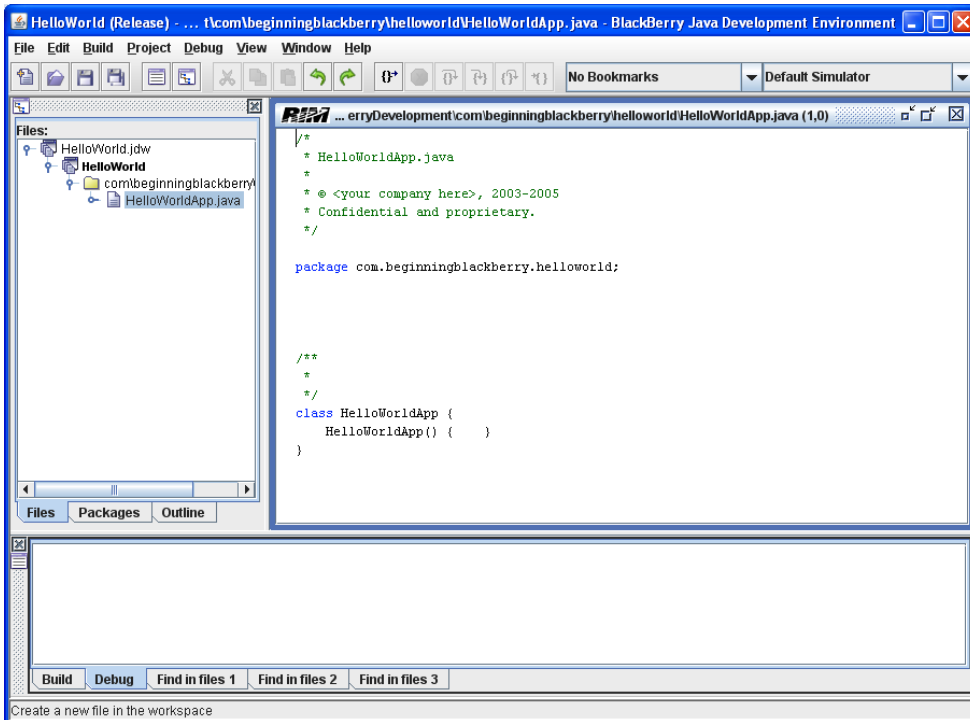 HelloWorld (Release) - ... t\com\beginningblackberry\helloworld\HelloWorldApp.java - BlackBerry Java Development Environment
File Edit Build Project Debug View Window Help
No Bookmarks Default Simulator
Files:
HelloWorld.jdw
HelloWorld
com\beginningblackberry\
HelloWorldApp.java
Files Packages Outline
RIM ... erryDevelopment\com\beginningblackberry\helloworld\HelloWorldApp.java (1,0)
/*
* HelloWorldApp.java
*
* © <your company here>, 2003-2005
* Confidential and proprietary.
*/
package com.beginningblackberry.helloworld;
/**
*
*/
class HelloWorldApp {
HelloWorldApp() {    }
}
Build Debug Find in files 1 Find in files 2 Find in files 3
Create a new file in the workspace